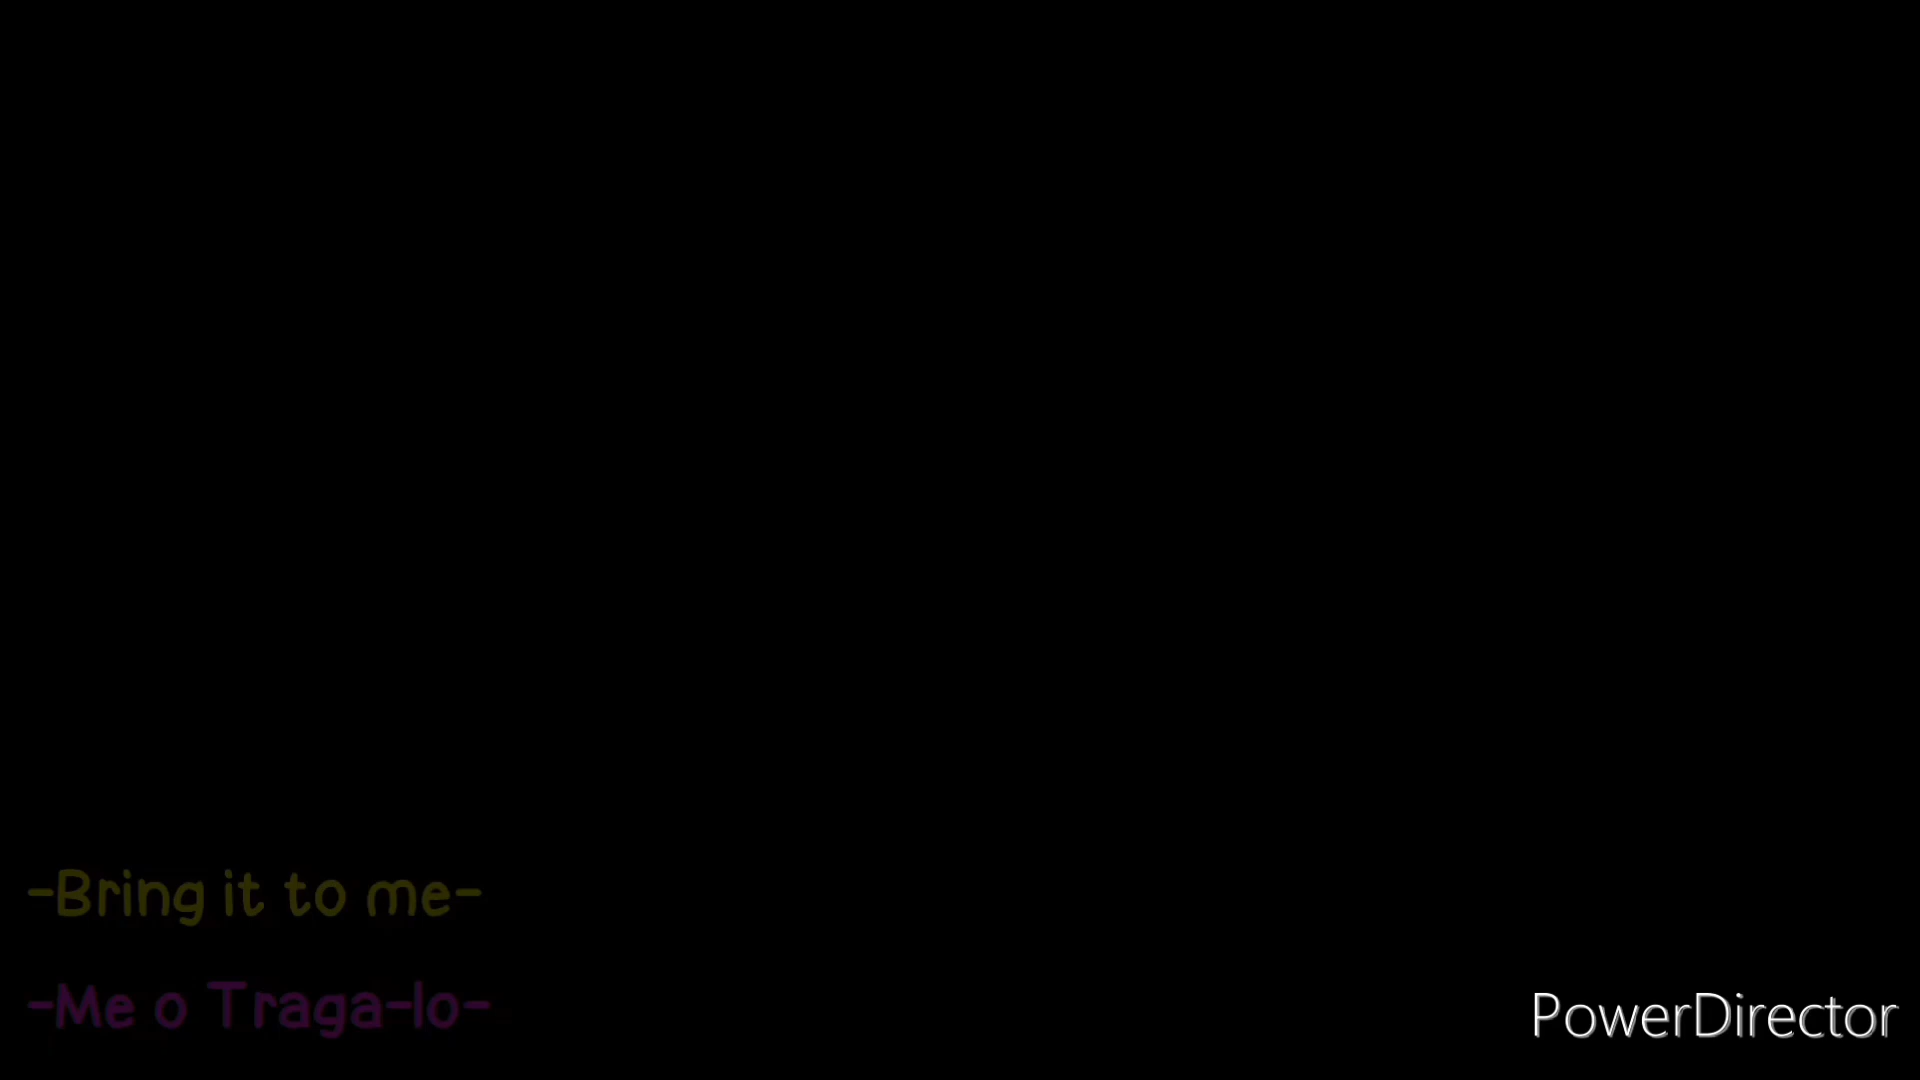 -Bring it to me-
-Me o Traga-lo-
PowerDirector